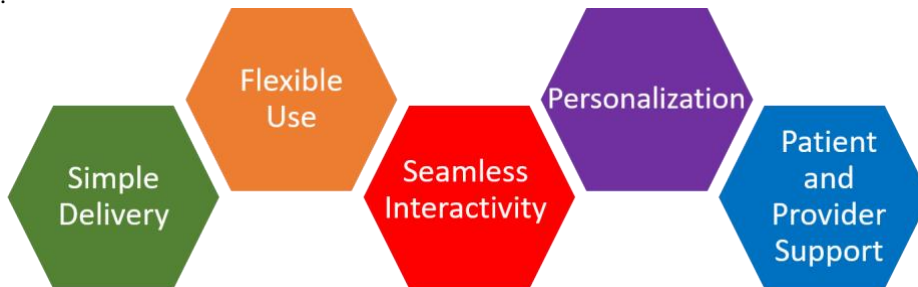 Simple
Delivery
Flexible
Use
Seamless
Interactivity
Personalization
Patient
and
Provider
Support